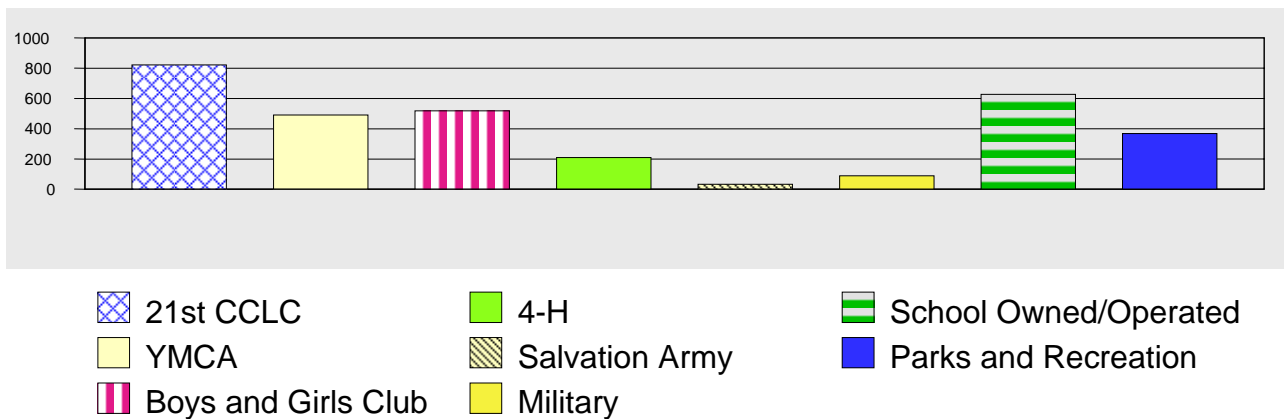 1000
800
600
400
200
0
21st CCLC
YMCA
Boys and Girls Club
4-H
Salvation Army
Military
School Owned/Operated
Parks and Recreation